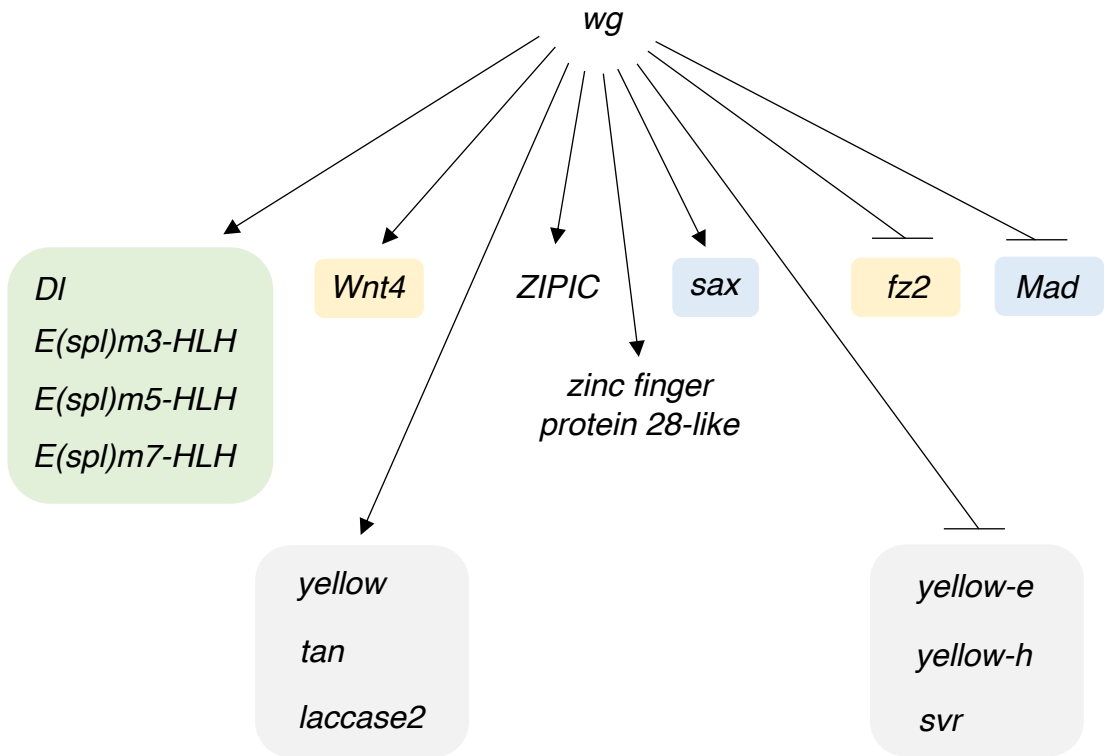 wg
Dl
E(spl)m3-HLH
E(spl)m5-HLH
E(spl)m7-HLH
Wnt4
ZIPIC
sax
fz2
Mad
zinc finger
protein 28-like
yellow
tan
laccase2
yellow-e
yellow-h
svr